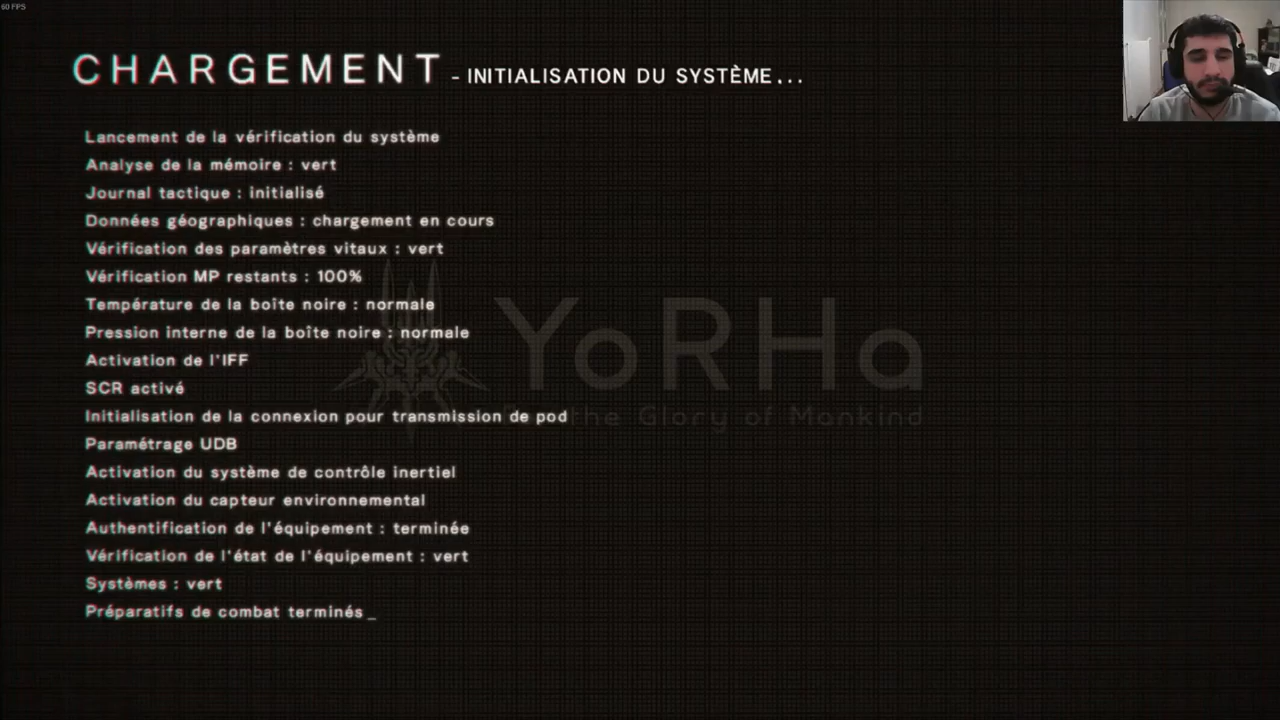 60 FPS
CHARGEMENT - INITIALISATION DU SYSTÈME...
Lancement de la vérification du système
Analyse de la mémoire : vert
Journal tactique : initialisé
Données géographiques : chargement en cours
Vérification des paramètres vitaux : vert
Vérification MP restants : 100%
Température de la boîte noire : normale
Pression interne de la boîte noire : normale
Activation de l'IFF
SCR activé
Initialisation de la connexion pour transmission de pod
Paramétrage UDB
Activation du système de contrôle inertiel
Activation du capteur environnemental
Authentification de l'équipement : terminée
Vérification de l'état de l'équipement : vert
Systèmes : vert
Préparatifs de combat terminés _
YoRHa
the Glory of Mankind